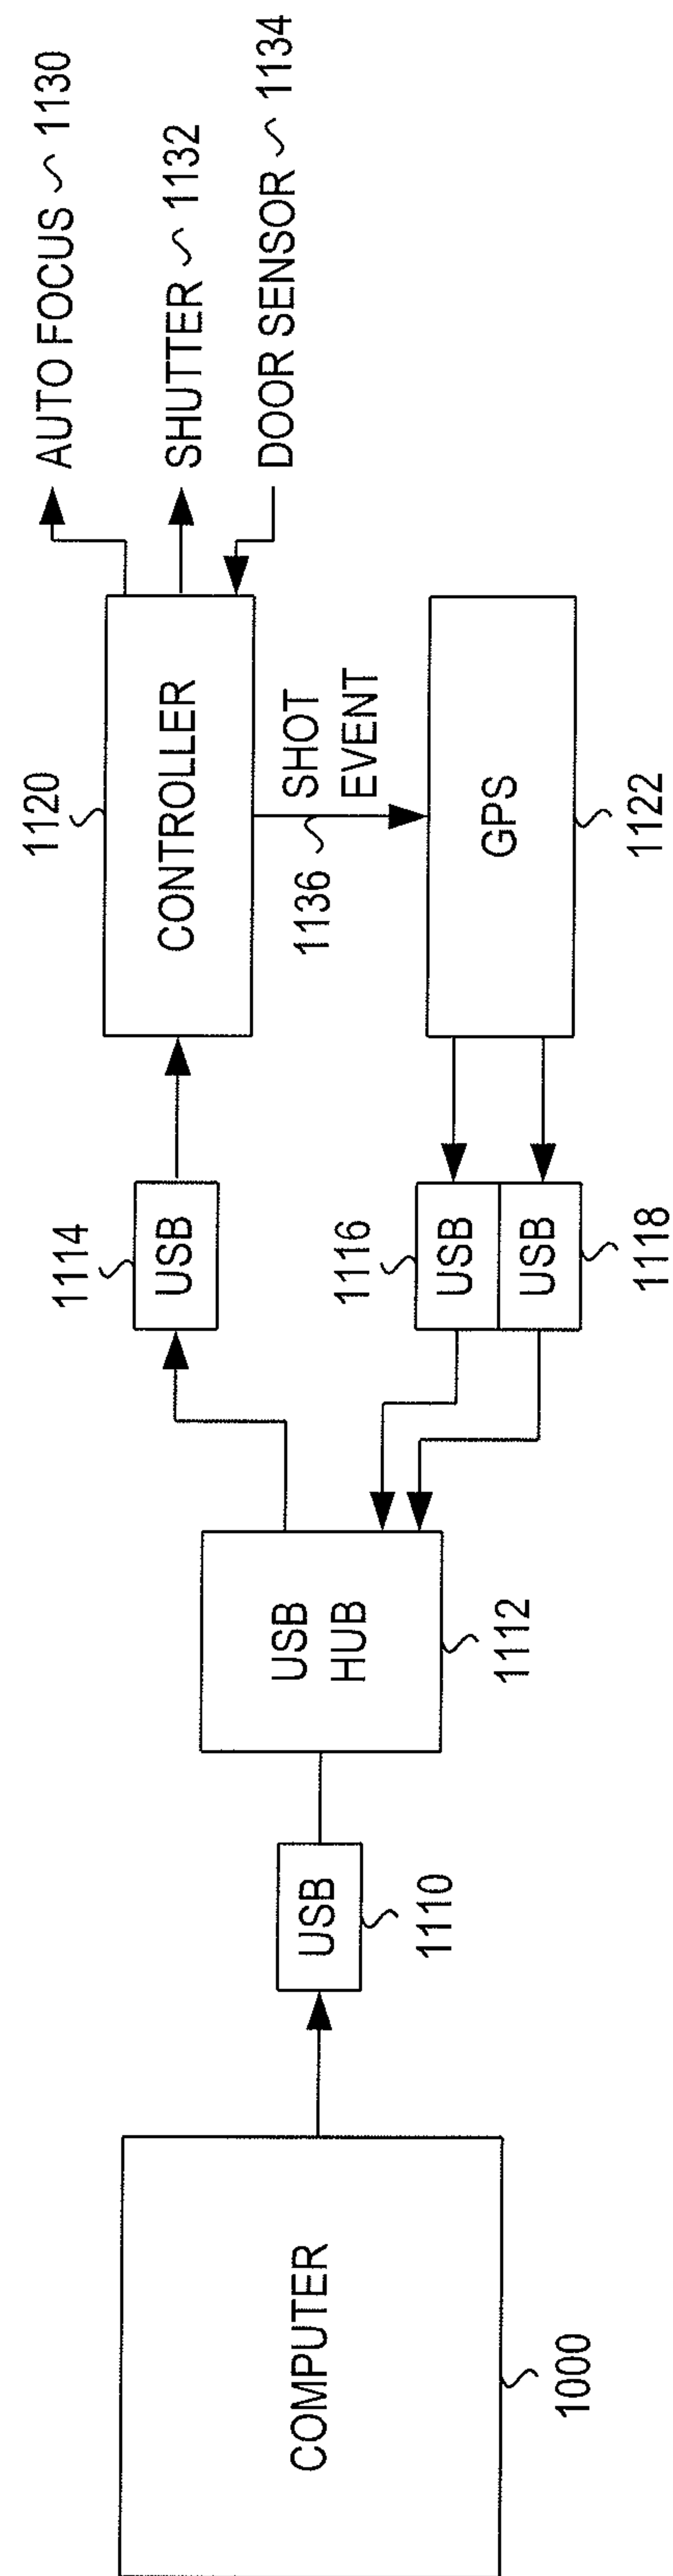 COMPUTER
1000
USB
1110
USB
HUB
1112
1114
USB
1116
USB
USB
1118
1120
CONTROLLER
1136
SHOT
EVENT
GPS
1122
AUTO FOCUS ~ 1130
SHUTTER ~ 1132
DOOR SENSOR ~ 1134